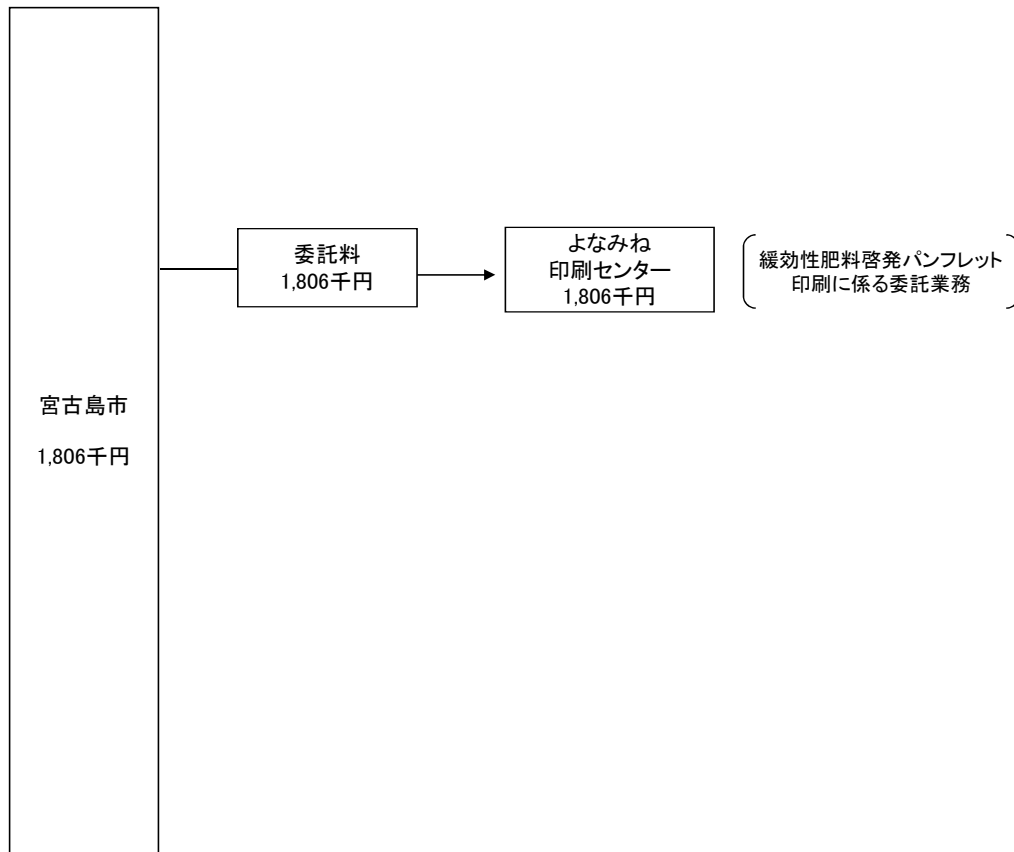 宮古島市
1,806千円
委託料
1,806千円
よなみね
印刷センター
1,806千円
緩効性肥料啓発パンフレット
印刷に係る委託業務